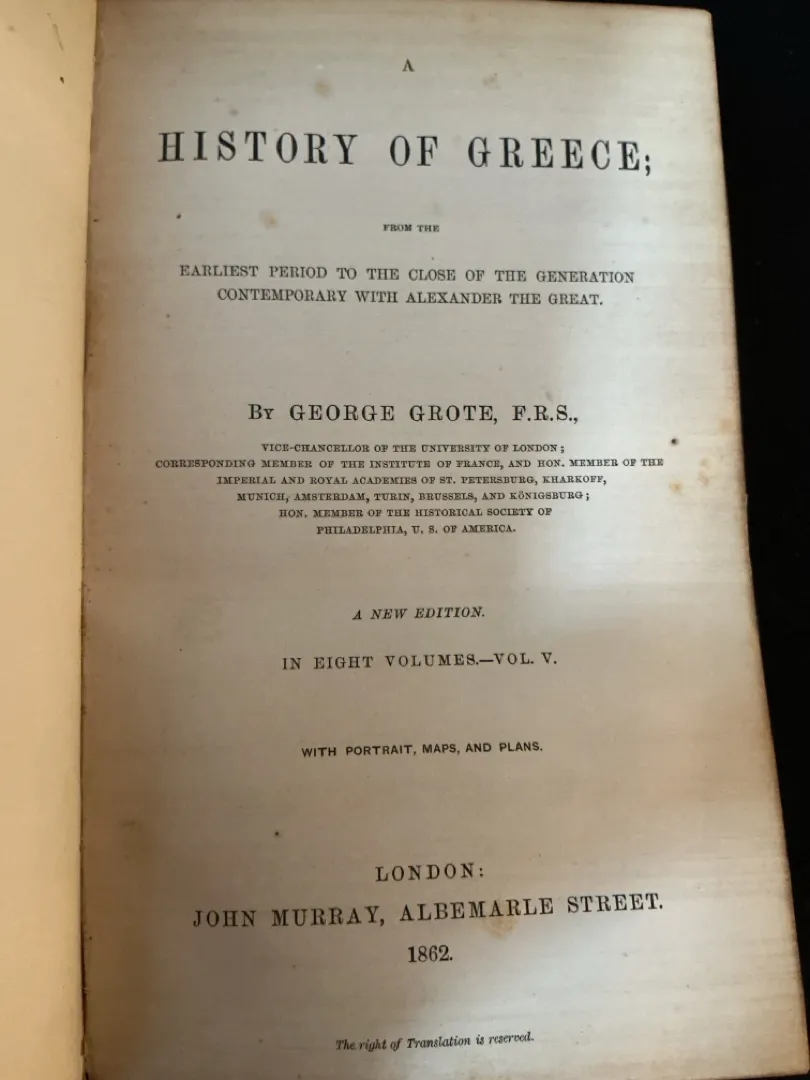 A
HISTORY OF GREECE;
FROM THE
EARLIEST PERIOD TO THE CLOSE OF THE GENERATION
CONTEMPORARY WITH ALEXANDER THE GREAT.
BY GEORGE GROTE, F.R.S.,
VICE-CHANCELLOR OF THE UNIVERSITY OF LONDON;
CORRESPONDING MEMBER OF THE INSTITUTE OF FRANCE, AND HON. MEMBER OF THE
IMPERIAL AND ROYAL ACADEMIES OF ST. PETERSBURG, KHARKOFF,
MUNICH, AMSTERDAM, TURIN, BRUSSELS, AND KÖNIGSBURG;
HON. MEMBER OF THE HISTORICAL SOCIETY OF
PHILADELPHIA, U. S. OF AMERICA.
A NEW EDITION.
IN EIGHT VOLUMES.—VOL. V.
WITH PORTRAIT, MAPS, AND PLANS.
LONDON:
JOHN MURRAY, ALBEMARLE STREET.
1862.
The right of Translation is reserved.